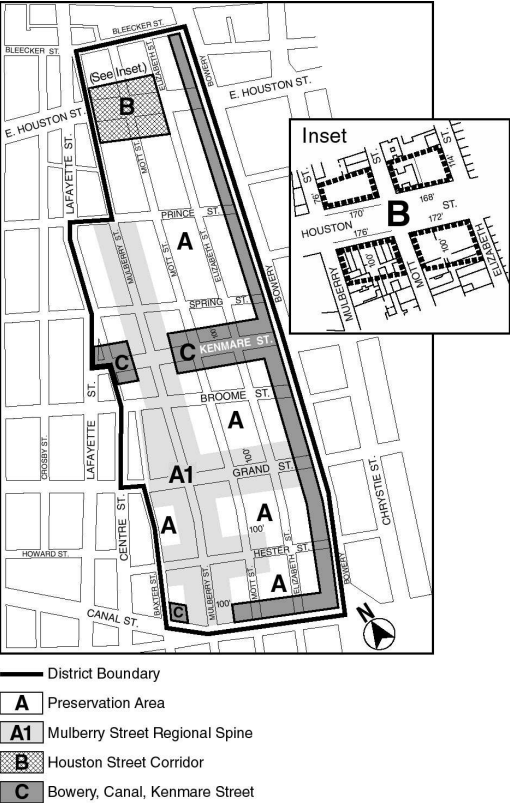 BLEECKER ST.
BLEECKER ST.
(See Inset.)
ELIZABETH ST.
BOWERY
B
E. HOUSTON ST.
E. HOUSTON ST.
MOTT ST.
LAFAYETTE ST.
PRINCE ST.
MULBERRY ST.
A
MOTT ST.
ELIZABETH ST.
BOWERY
SPRING ST.
100'
C
C
KENMARE ST.
BROOME ST.
LAFAYETTE ST.
CROSBY ST.
A
100'
A1
GRAND ST.
CHRYSTIE ST.
CENTRE ST.
A
A
100'
HOWARD ST.
HESTER ST.
ELIZABETH ST.
BOWERY
BAXTER ST.
MULBERRY ST.
MOTT ST.
A
CANAL ST.
C
100'
N
Inset
ST.
ST.
76'
114'
170'
168'
HOUSTON
B
ST.
176'
172'
100'
100'
MULBERRY
MOTT
ELIZABETH
District Boundary
A Preservation Area
A1 Mulberry Street Regional Spine
B Houston Street Corridor
C Bowery, Canal, Kenmare Street